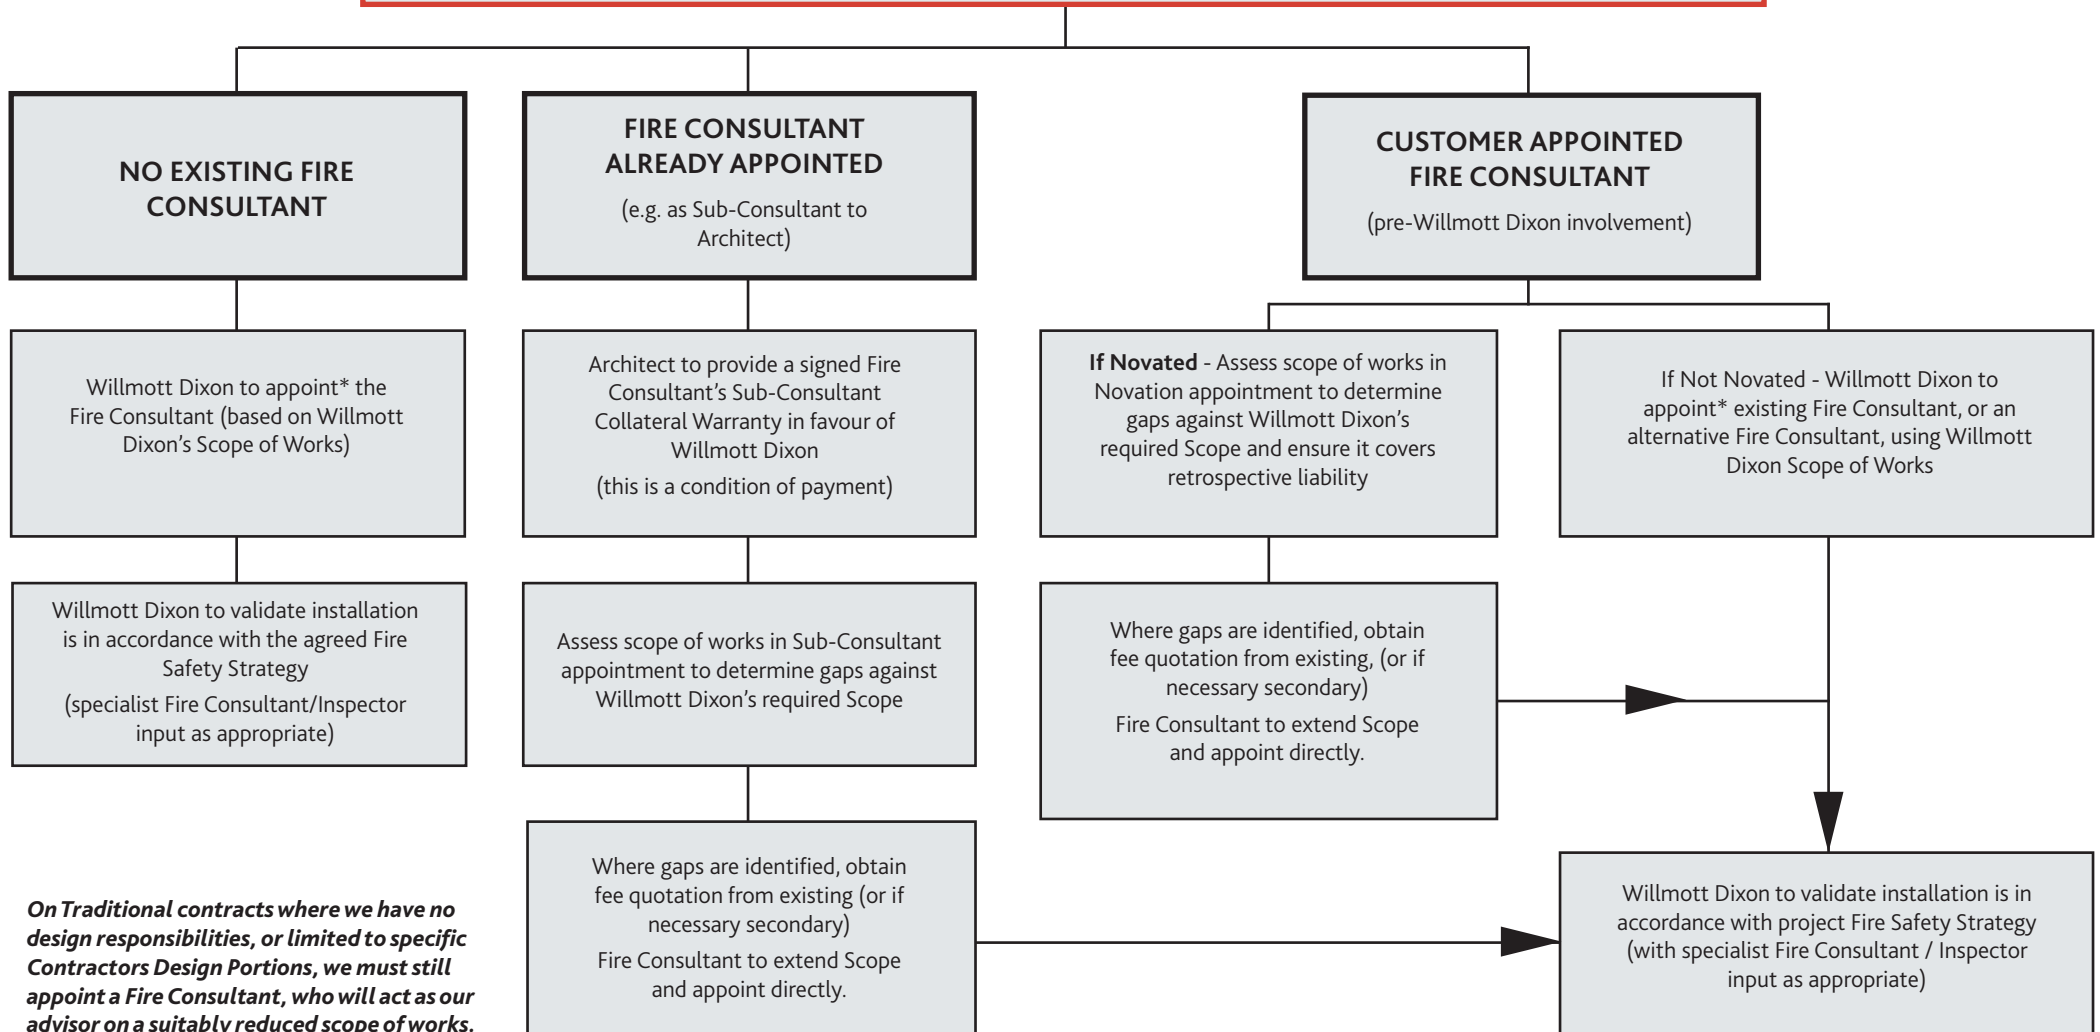 NO EXISTING FIRE
CONSULTANT
FIRE CONSULTANT
ALREADY APPOINTED
(e.g. as Sub-Consultant to
Architect)
CUSTOMER APPOINTED
FIRE CONSULTANT
(pre-Willmott Dixon involvement)
Willmott Dixon to appoint* the
Fire Consultant (based on Willmott
Dixon's Scope of Works)
Architect to provide a signed Fire
Consultant's Sub-Consultant
Collateral Warranty in favour of
Willmott Dixon
(this is a condition of payment)
If Novated - Assess scope of works in
Novation appointment to determine
gaps against Willmott Dixon's
required Scope and ensure it covers
retrospective liability
If Not Novated - Willmott Dixon to
appoint* existing Fire Consultant, or an
alternative Fire Consultant, using Willmott
Dixon Scope of Works
Willmott Dixon to validate installation
is in accordance with the agreed Fire
Safety Strategy
(specialist Fire Consultant/Inspector
input as appropriate)
Assess scope of works in Sub-Consultant
appointment to determine gaps against
Willmott Dixon's required Scope
Where gaps are identified, obtain
fee quotation from existing, (or if
necessary secondary)
Fire Consultant to extend Scope
and appoint directly.
Where gaps are identified, obtain
fee quotation from existing (or if
necessary secondary)
Fire Consultant to extend Scope
and appoint directly.
Willmott Dixon to validate installation is in
accordance with project Fire Safety Strategy
(with specialist Fire Consultant / Inspector
input as appropriate)
On Traditional contracts where we have no
design responsibilities, or limited to specific
Contractors Design Portions, we must still
appoint a Fire Consultant, who will act as our
advisor on a suitably reduced scope of works.